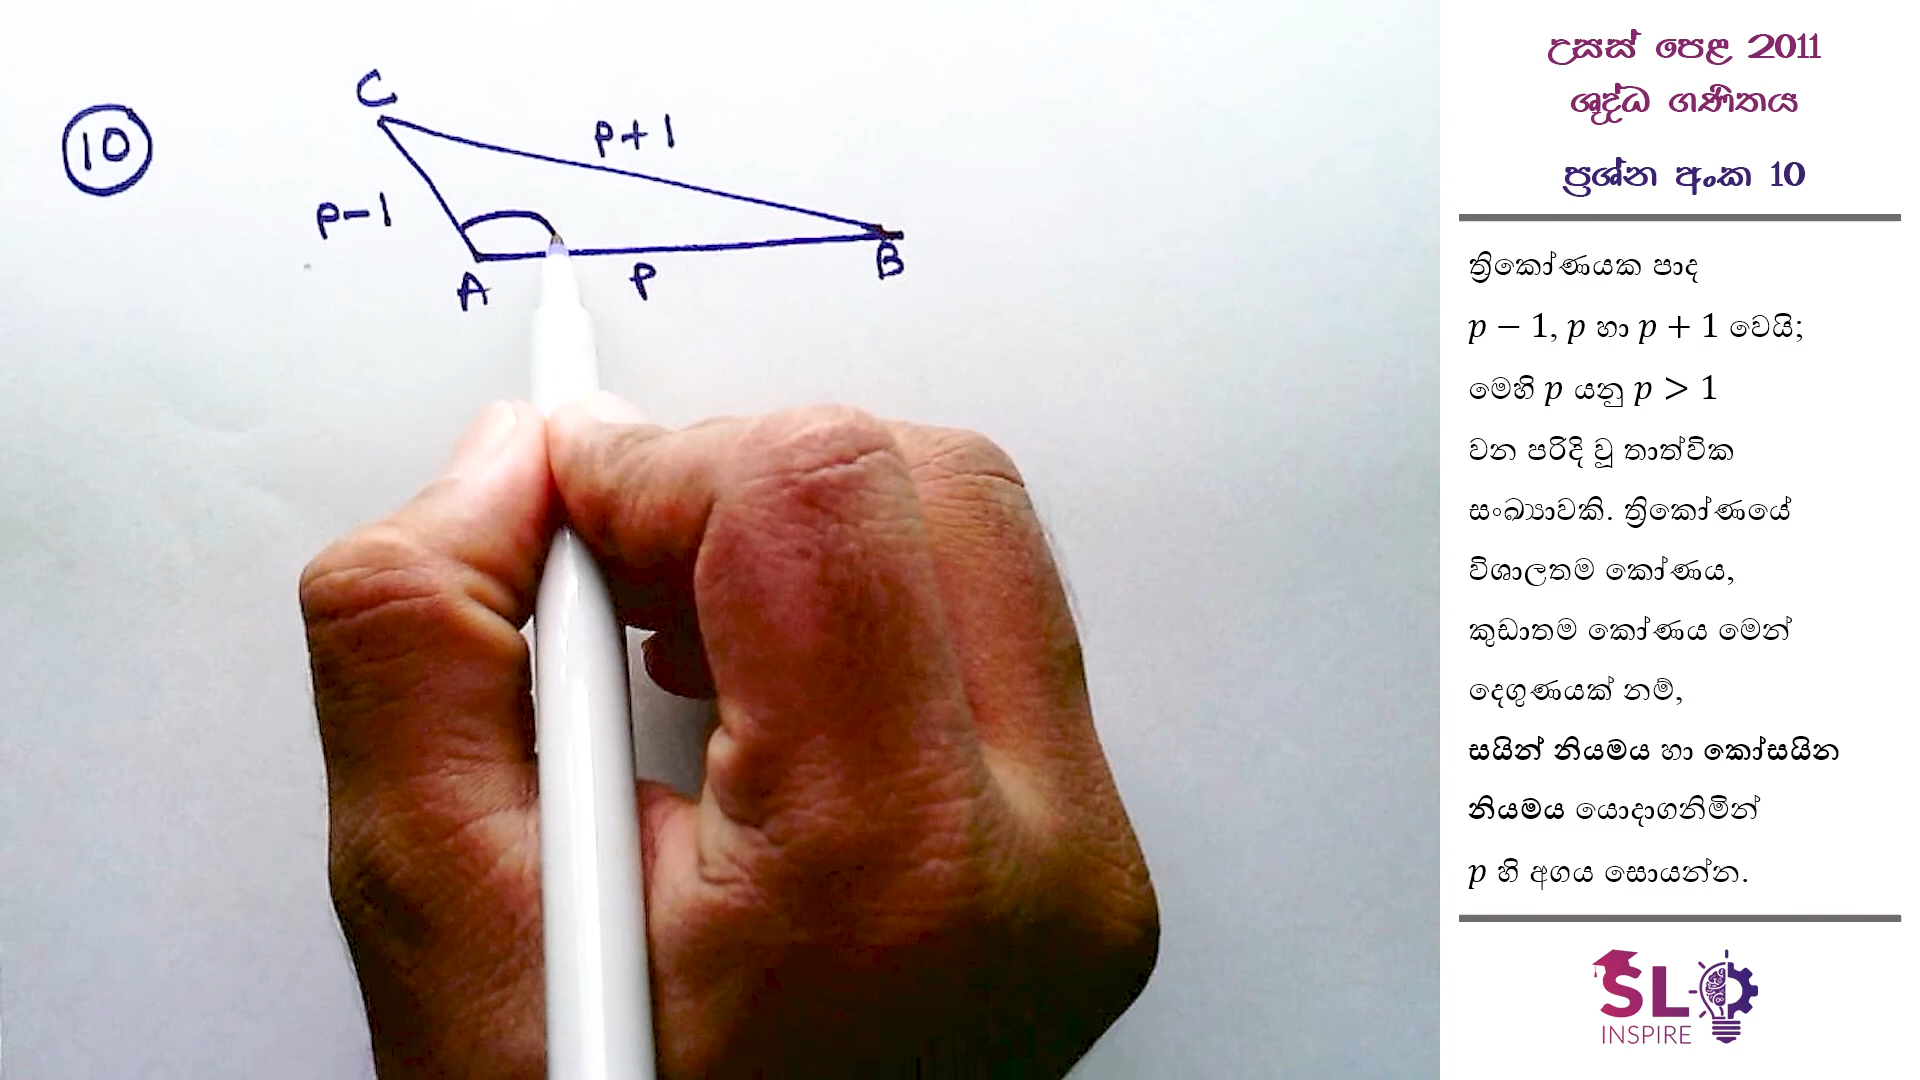 10
C
p+1
p-1
A
p
B
උසස් පෙළ 2011
ශුද්ධ ගණිතය
ප්‍රශ්න අංක 10
ත්‍රිකෝණයක පාද
p − 1, p හා p + 1 වෙයි;
මෙහි p යනු p > 1
වන පරිදි වූ තාත්වික
සංඛ්‍යාවකි. ත්‍රිකෝණයේ
විශාලතම කෝණය,
කුඩාතම කෝණය මෙන්
දෙගුණයක් නම්,
සයින් නියමය හා කෝසයින
නියමය යොදාගනිමින්
p හි අගය සොයන්න.
SL
INSPIRE